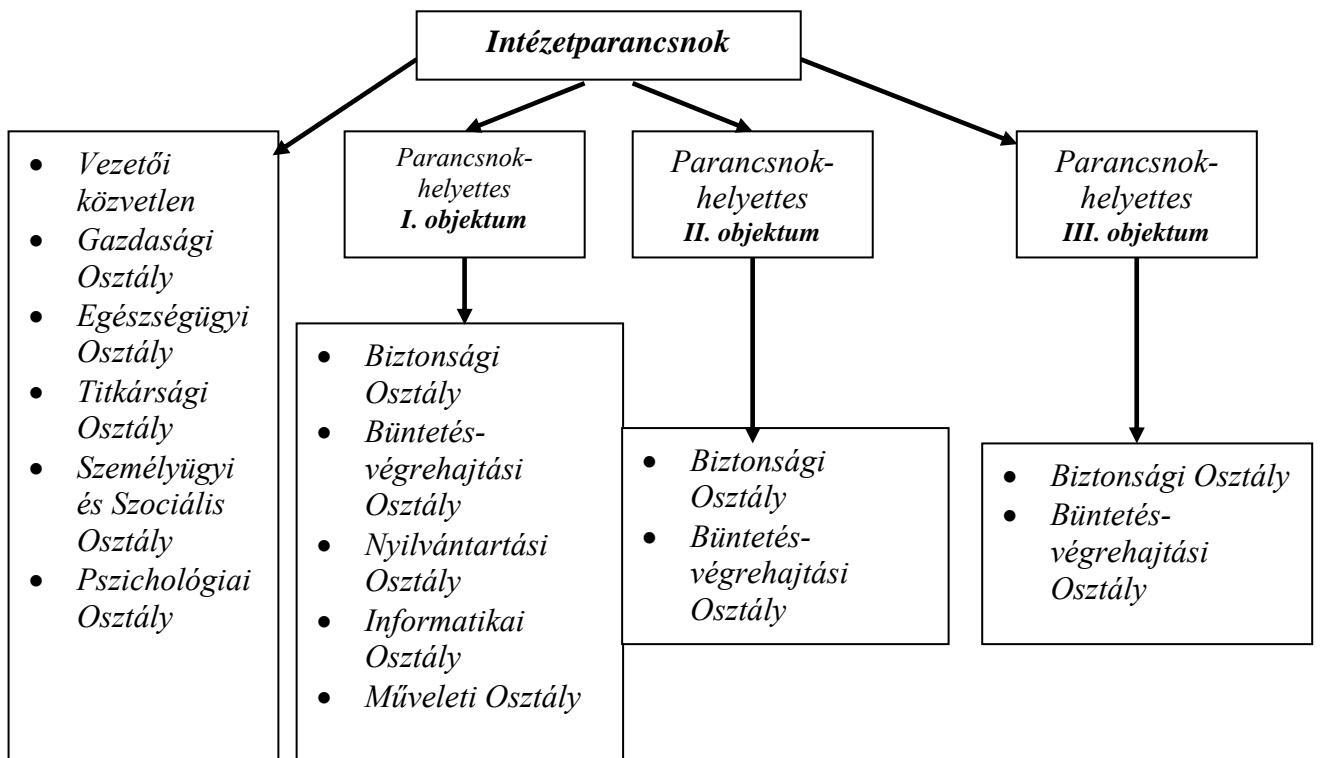 Intézetparancsnok
Vezetői
közvetlen
Gazdasági
Osztály
Egészségügyi
Osztály
Titkársági
Osztály
Személyügyi
és Szociális
Osztály
Pszichológiai
Osztály
Parancsnok-
helyettes
I. objektum
Biztonsági
Osztály
Büntetés-
végrehajtási
Osztály
Nyilvántartási
Osztály
Informatikai
Osztály
Műveleti Osztály
Parancsnok-
helyettes
II. objektum
Biztonsági
Osztály
Büntetés-
végrehajtási
Osztály
Parancsnok-
helyettes
III. objektum
Biztonsági Osztály
Büntetés-
végrehajtási
Osztály